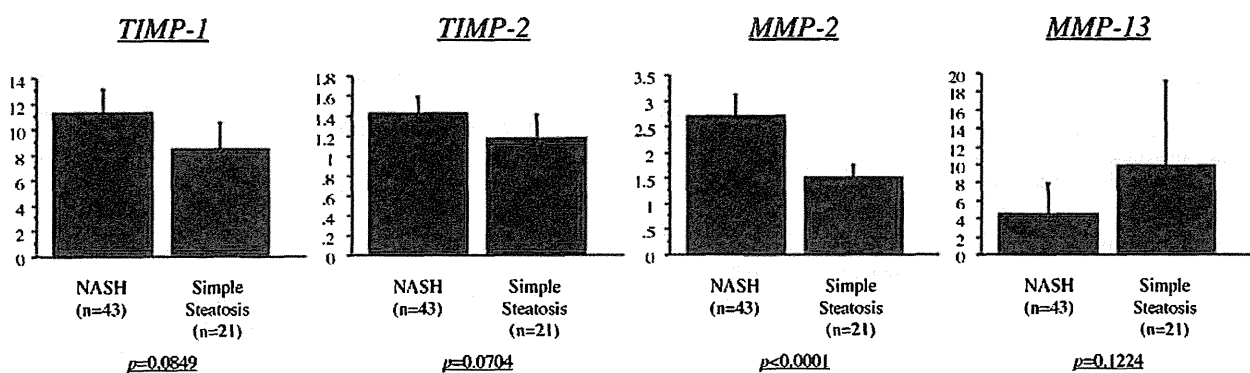 TIMP-1
TIMP-2
MMP-2
MMP-13
14
12
10
8
6
4
2
0
1.8
1.6
1.4
1.2
1
.8
.6
.4
.2
0
3.5
3
2.5
2
1.5
1
.5
0
20
18
16
14
12
10
8
6
4
2
0
NASH
(n=43)
Simple
Steatosis
(n=21)
NASH
(n=43)
Simple
Steatosis
(n=21)
NASH
(n=43)
Simple
Steatosis
(n=21)
NASH
(n=43)
Simple
Steatosis
(n=21)
p=0.0849
p=0.0704
p<0.0001
p=0.1224